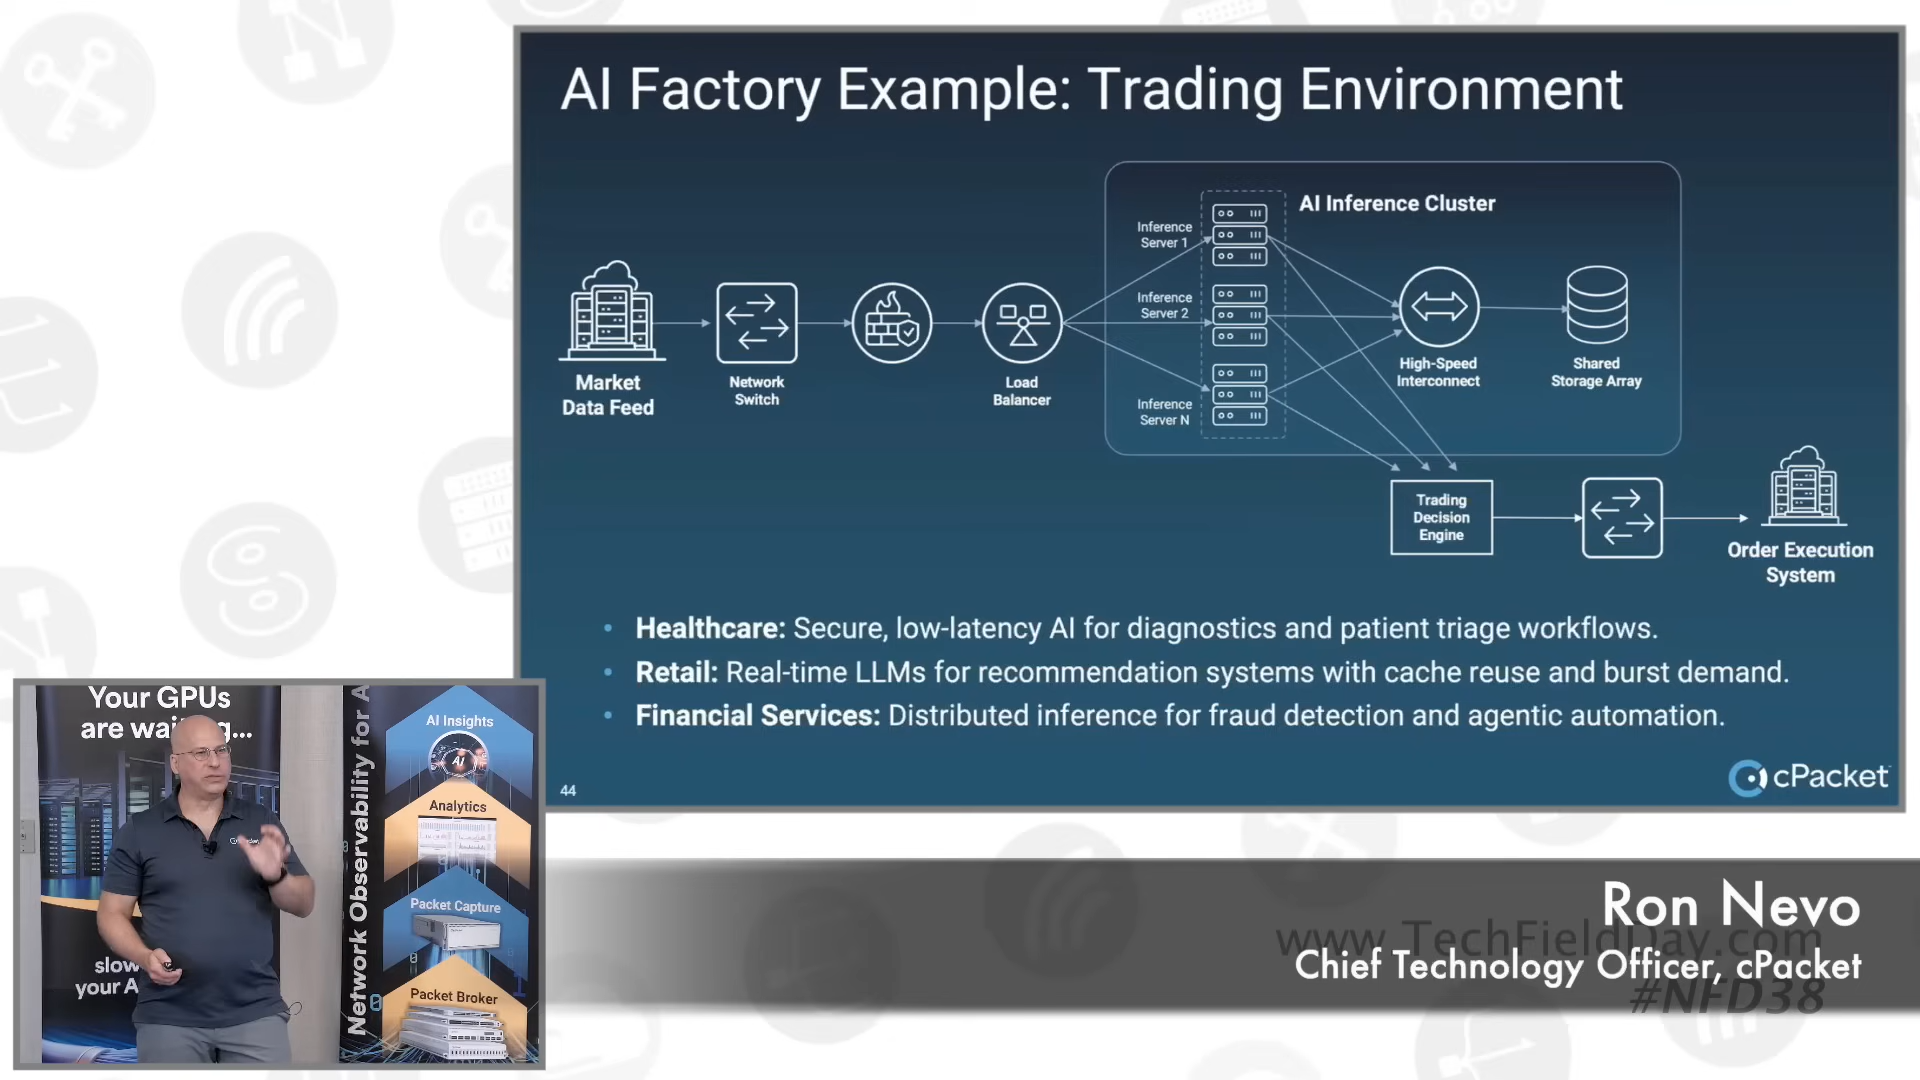 AI Factory Example: Trading Environment
AI Inference Cluster
Inference
Server 1
Inference
Server 2
Inference
Server N
Market
Data Feed
Network
Switch
Load
Balancer
High-Speed
Interconnect
Shared
Storage Array
Trading
Decision
Engine
Order Execution
System
• Healthcare: Secure, low-latency AI for diagnostics and patient triage workflows.
• Retail: Real-time LLMs for recommendation systems with cache reuse and burst demand.
• Financial Services: Distributed inference for fraud detection and agentic automation.
44
cPacket
Your GPUs
are
slow
your
Network Observability for
AI Insights
AI
Analytics
Packet Capture
Packet Broker
Ron Nevo
www.TechFieldDay.com
Chief Technology Officer, cPacket
#NFD38